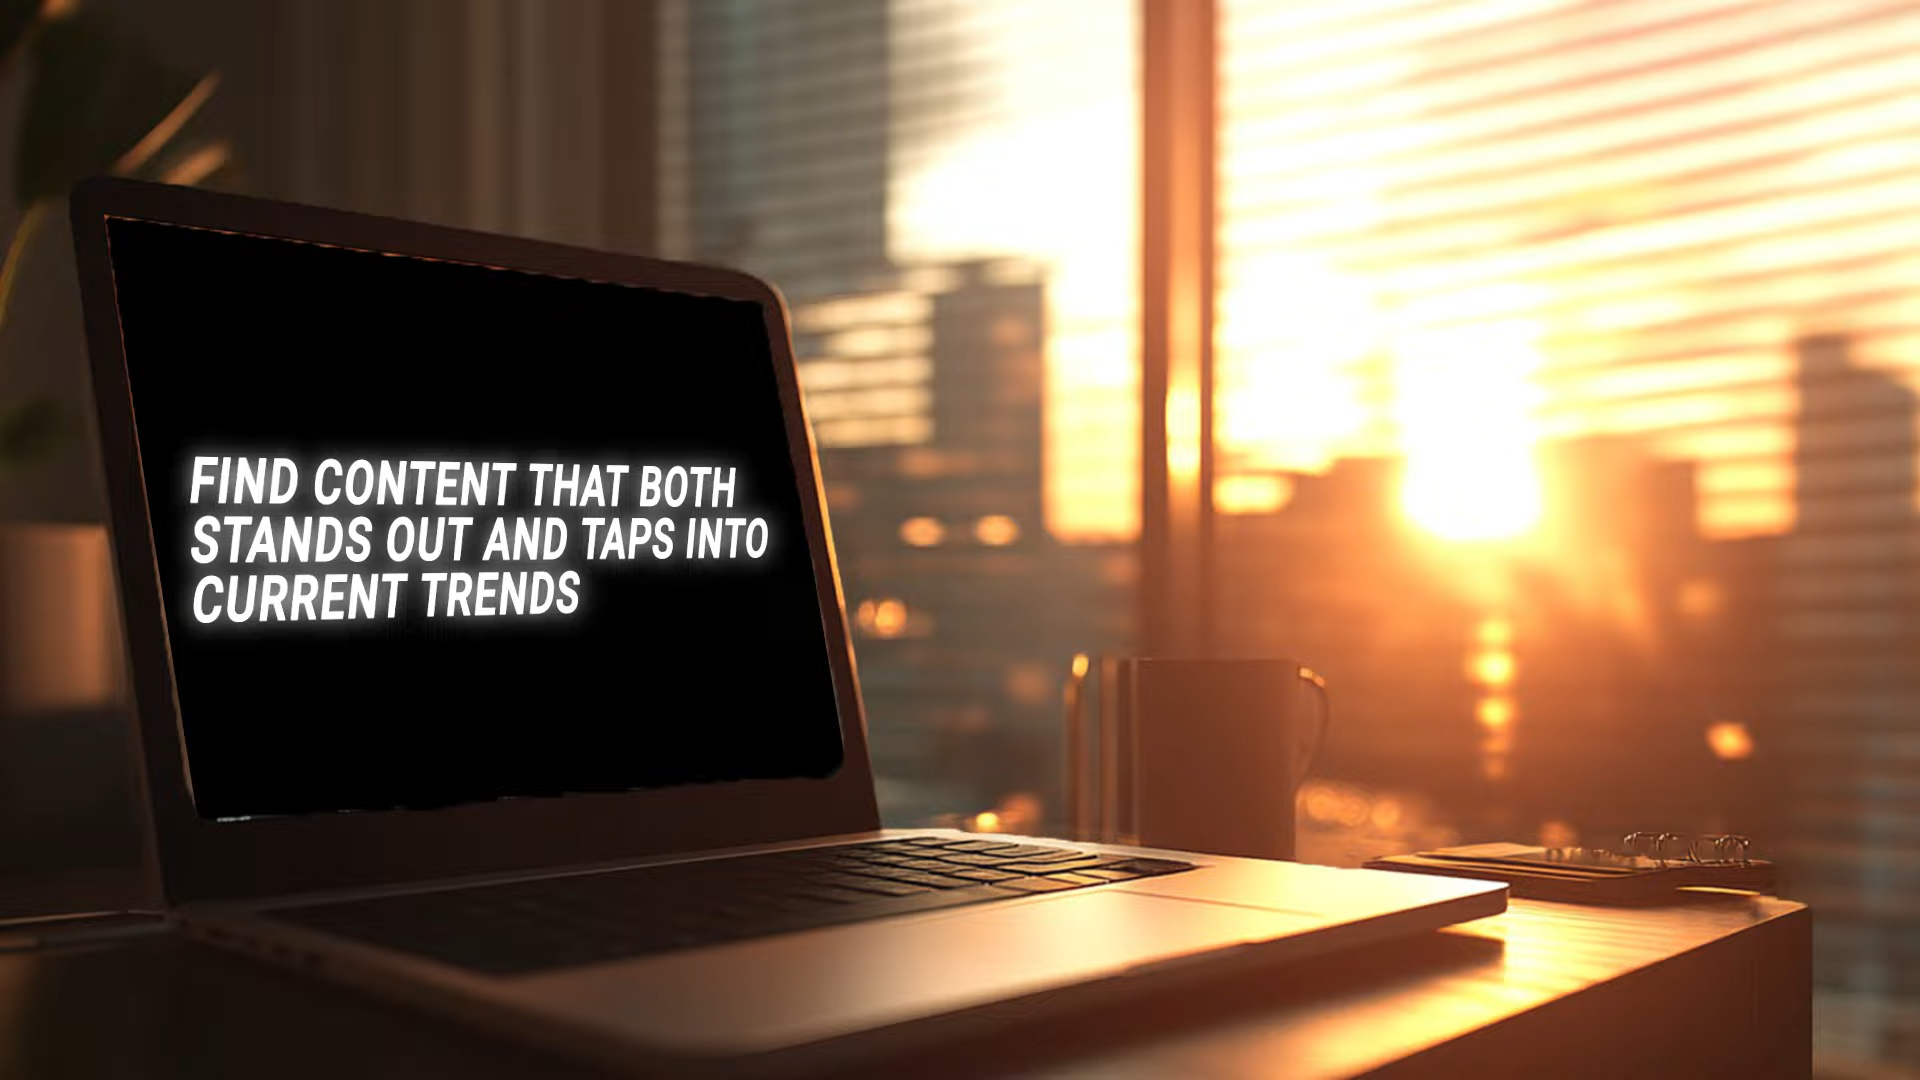 FIND CONTENT THAT BOTH
STANDS OUT AND TAPS INTO
CURRENT TRENDS